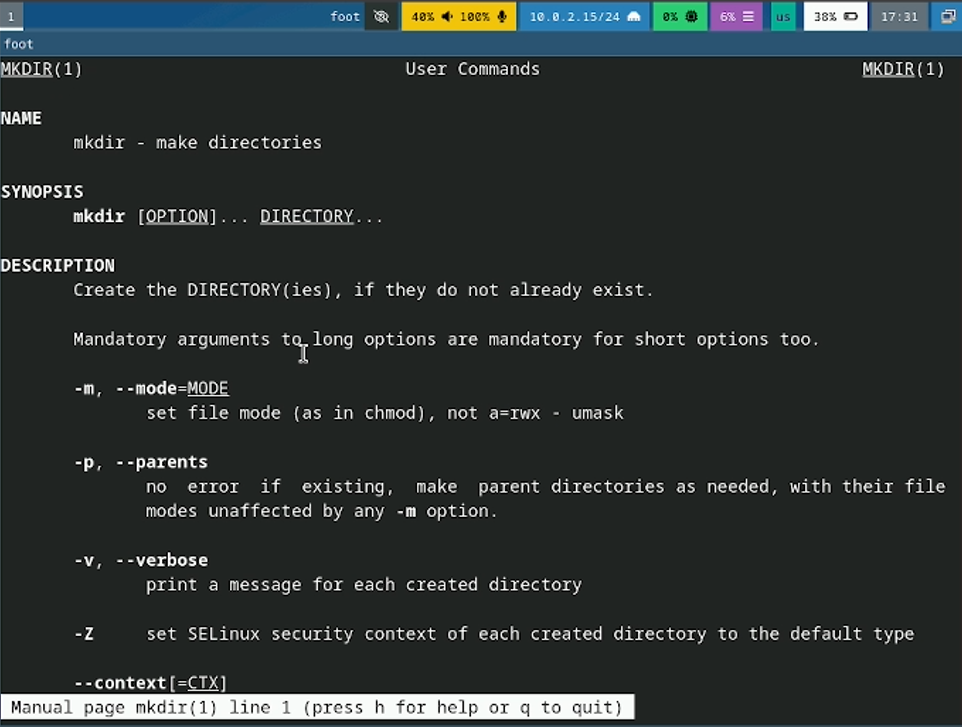 1 foot 40% 100% 10.0.2.15/24 0% 6% us 38% 17:31
foot
MKDIR(1) User Commands MKDIR(1)
NAME
mkdir - make directories
SYNOPSIS
mkdir [OPTION]... DIRECTORY...
DESCRIPTION
Create the DIRECTORY(ies), if they do not already exist.
Mandatory arguments to long options are mandatory for short options too.
-m, --mode=MODE
set file mode (as in chmod), not a=rwx - umask
-p, --parents
no error if existing, make parent directories as needed, with their file
modes unaffected by any -m option.
-v, --verbose
print a message for each created directory
-Z set SELinux security context of each created directory to the default type
--context[=CTX]
Manual page mkdir(1) line 1 (press h for help or q to quit)